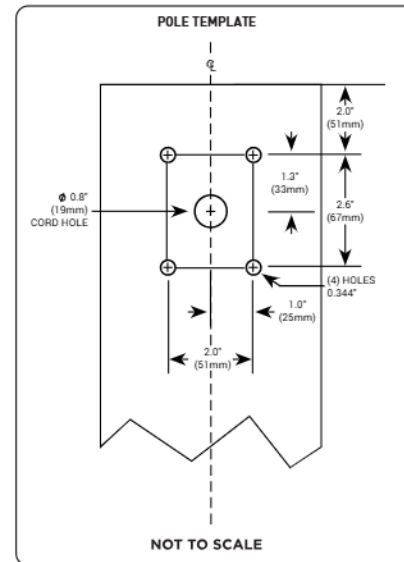 POLE TEMPLATE
℄
2.0"
(51mm)
1.3"
(33mm)
Ø 0.8"
(19mm)
CORD HOLE
2.6"
(67mm)
(4) HOLES
0.344"
1.0"
(25mm)
2.0"
(51mm)
NOT TO SCALE